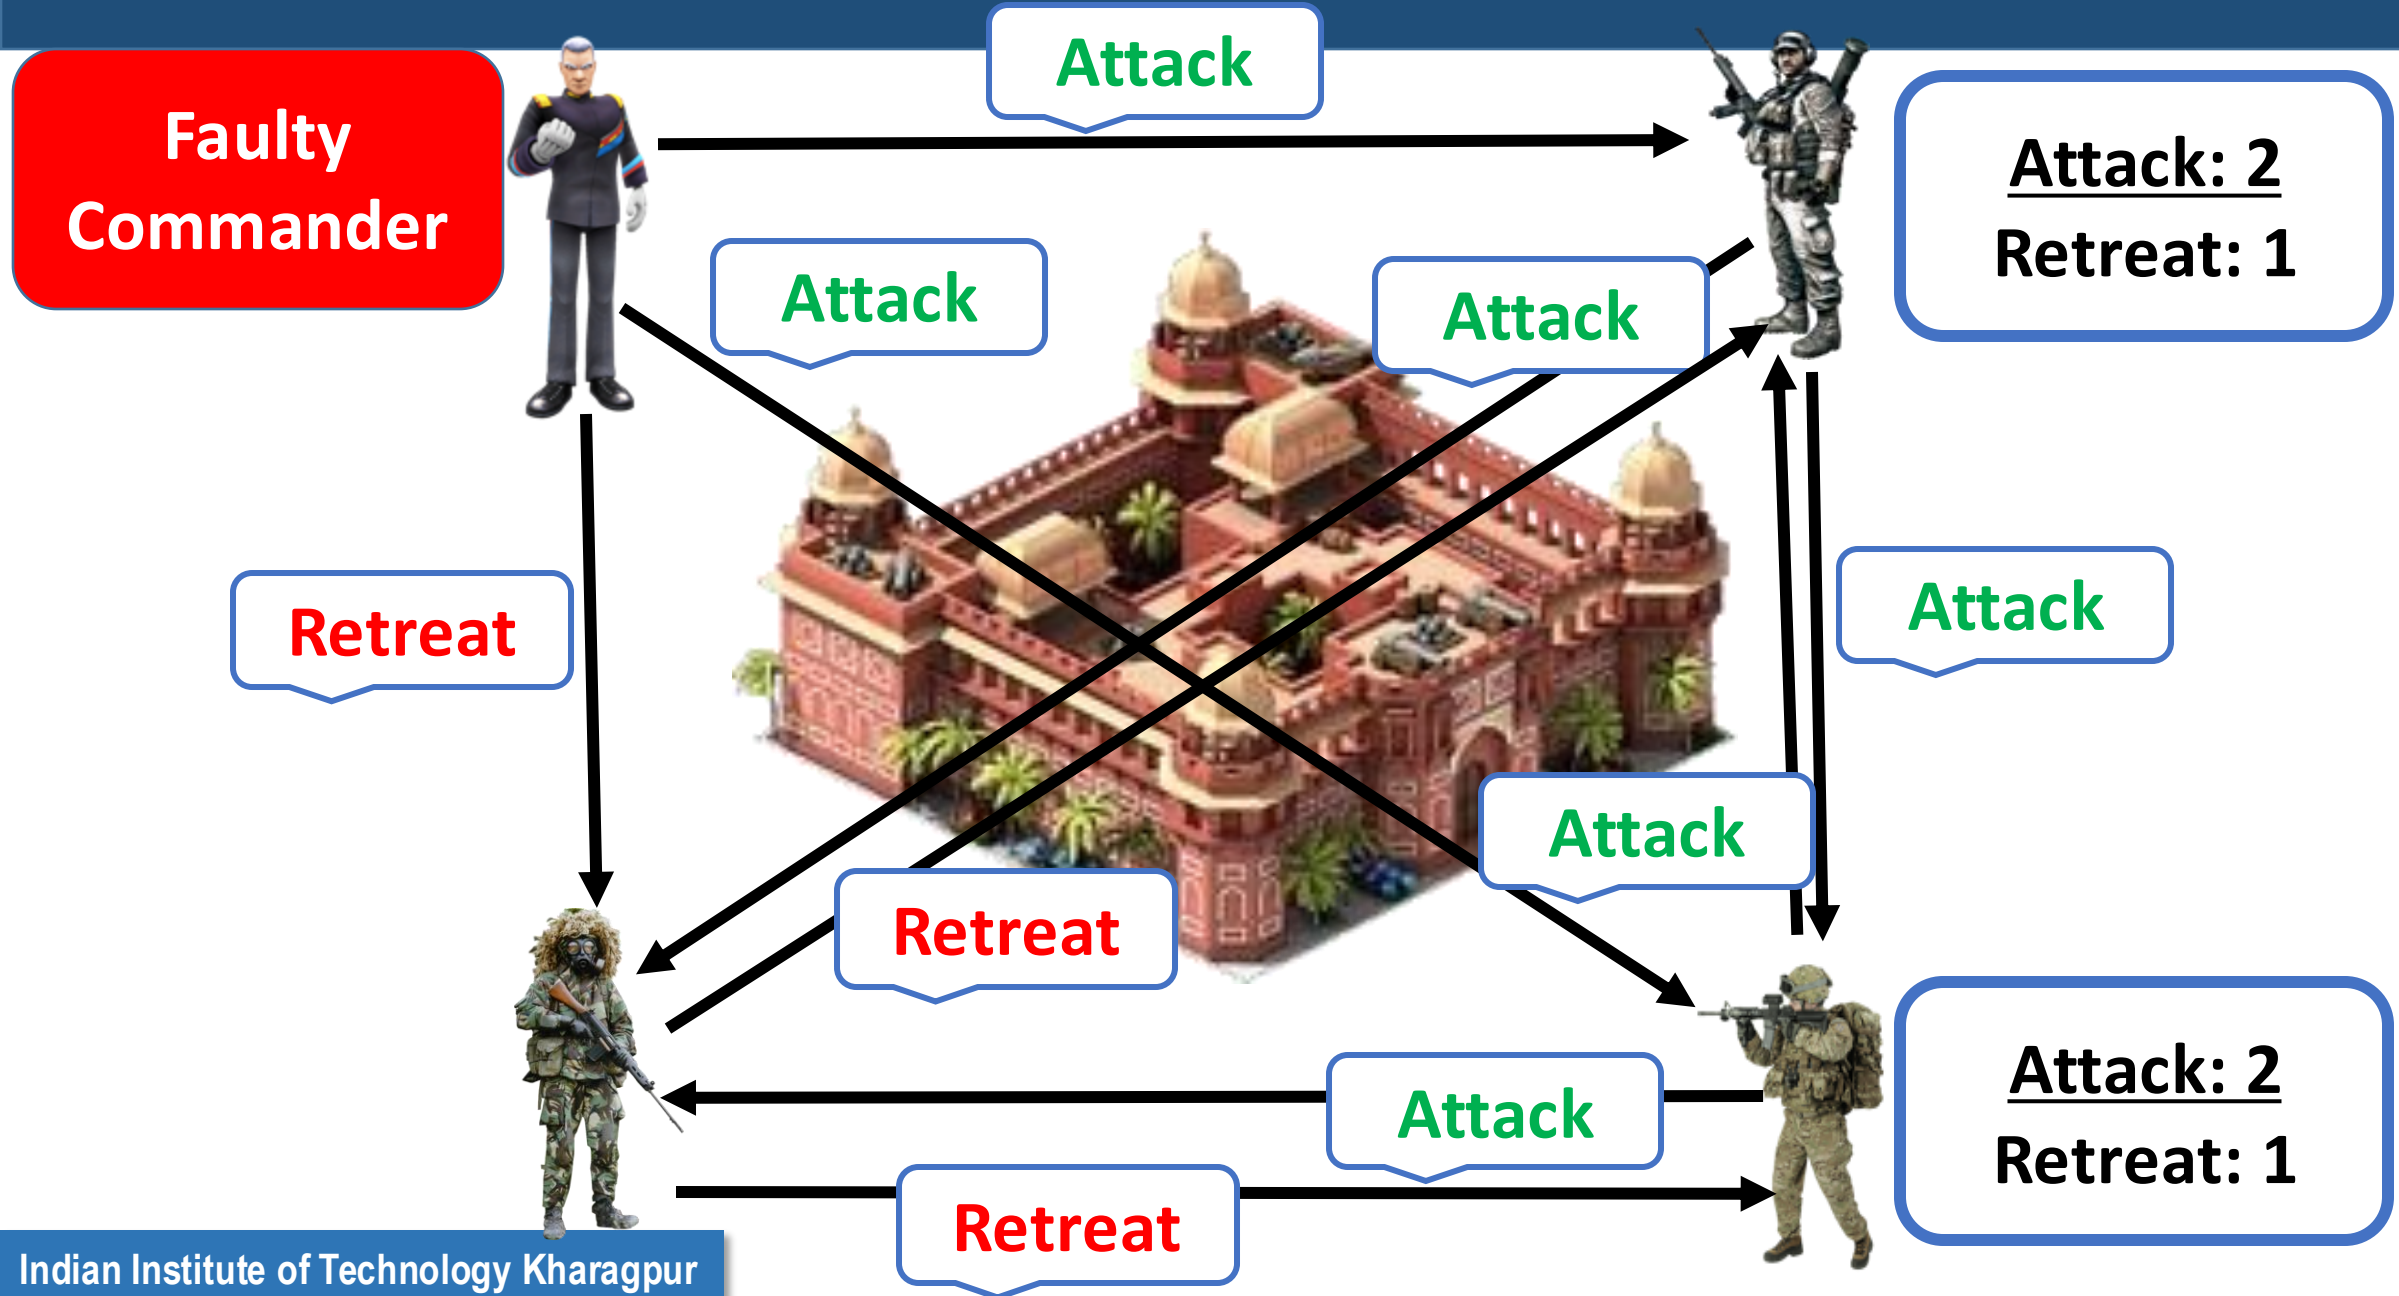 Attack
Faulty
Commander
Attack: 2
Retreat: 1
Attack
Attack
Retreat
Attack
Attack
Retreat
Attack
Attack: 2
Retreat: 1
Retreat
Indian Institute of Technology Kharagpur